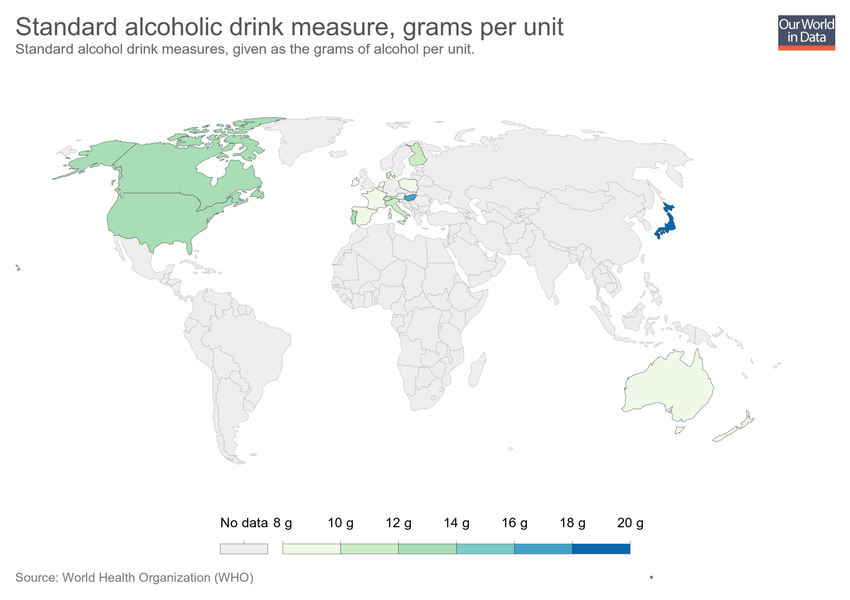 Standard alcoholic drink measure, grams per unit
Standard alcohol drink measures, given as the grams of alcohol per unit.
Our World
in Data
No data 8 g 10 g 12 g 14 g 16 g 18 g 20 g
Source: World Health Organization (WHO)